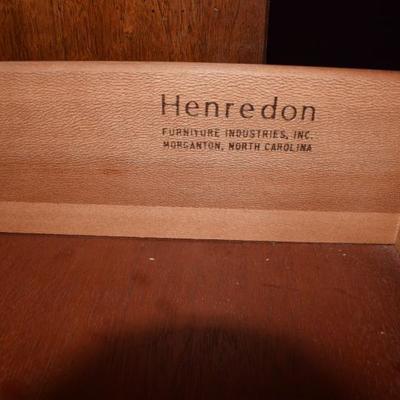 Henredon
FURNITURE INDUSTRIES, INC.
MORGANTON, NORTH CAROLINA